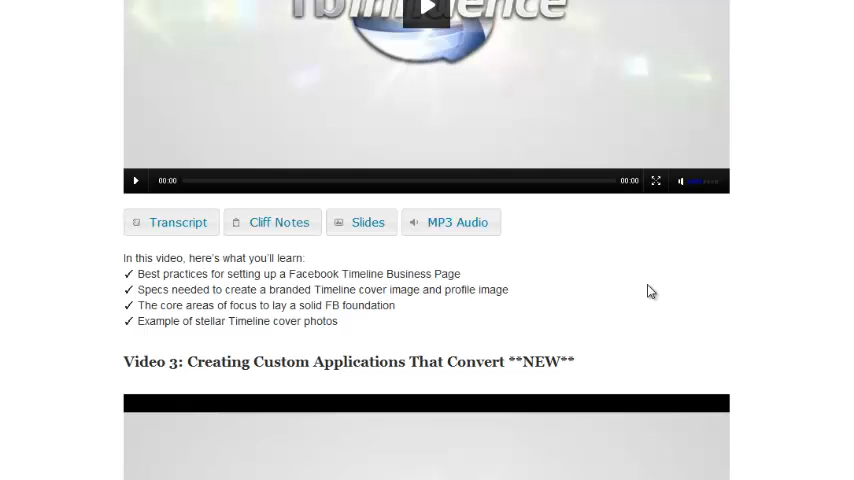 00:00
00:00
Transcript
Cliff Notes
Slides
MP3 Audio
In this video, here's what you'll learn:
✓ Best practices for setting up a Facebook Timeline Business Page
✓ Specs needed to create a branded Timeline cover image and profile image
✓ The core areas of focus to lay a solid FB foundation
✓ Example of stellar Timeline cover photos
Video 3: Creating Custom Applications That Convert **NEW**